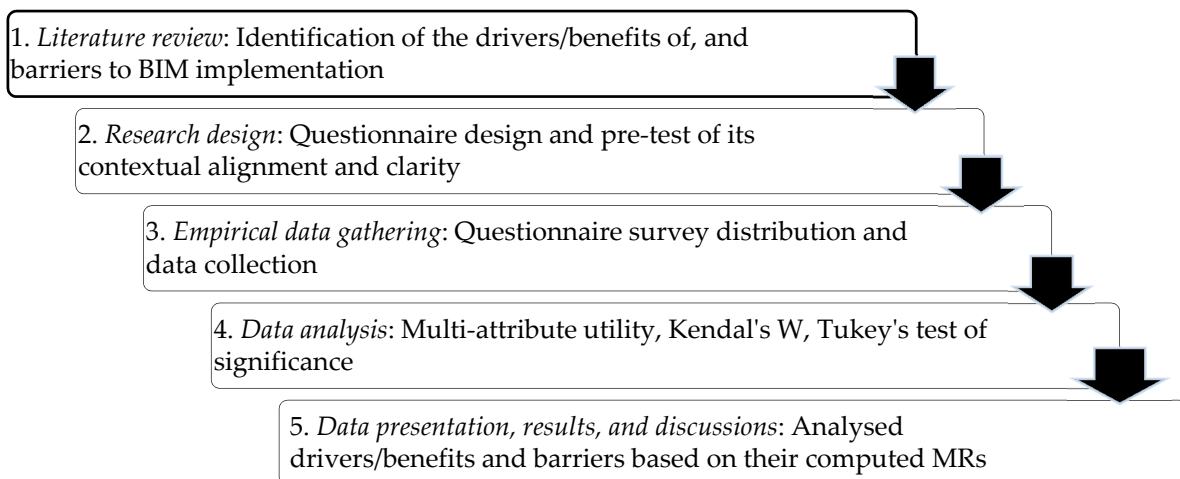 1. Literature review: Identification of the drivers/benefits of, and
barriers to BIM implementation
2. Research design: Questionnaire design and pre-test of its
contextual alignment and clarity
3. Empirical data gathering: Questionnaire survey distribution and
data collection
4. Data analysis: Multi-attribute utility, Kendal's W, Tukey's test of
significance
5. Data presentation, results, and discussions: Analysed
drivers/benefits and barriers based on their computed MRs